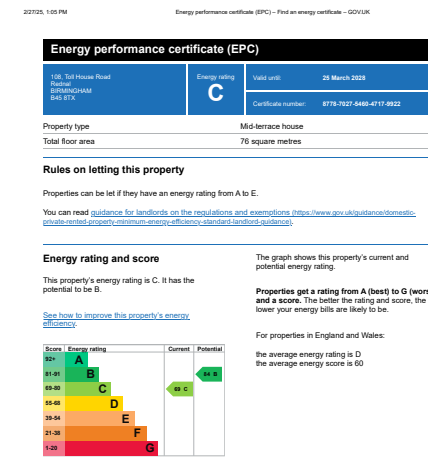 2/27/25, 1:05 PM Energy performance certificate (EPC) – Find an energy certificate – GOV.UK
Energy performance certificate (EPC)
108, Toll House Road
Rednal
BIRMINGHAM
B45 8TX
Energy rating
C
Valid until: 25 March 2028
Certificate number: 8778-7027-5460-4717-9922
Property type Mid-terrace house
Total floor area 76 square metres
Rules on letting this property
Properties can be let if they have an energy rating from A to E.
You can read guidance for landlords on the regulations and exemptions (https://www.gov.uk/guidance/domestic-
private-rented-property-minimum-energy-efficiency-standard-landlord-guidance).
Energy rating and score
This property's energy rating is C. It has the
potential to be B.
See how to improve this property's energy
efficiency.
Score Energy rating Current Potential
92+ A
81-91 B 84 B
69-80 C 69 C
55-68 D
39-54 E
21-38 F
1-20 G
The graph shows this property's current and
potential energy rating.
Properties get a rating from A (best) to G (wors
and a score. The better the rating and score, the
lower your energy bills are likely to be.
For properties in England and Wales:
the average energy rating is D
the average energy score is 60